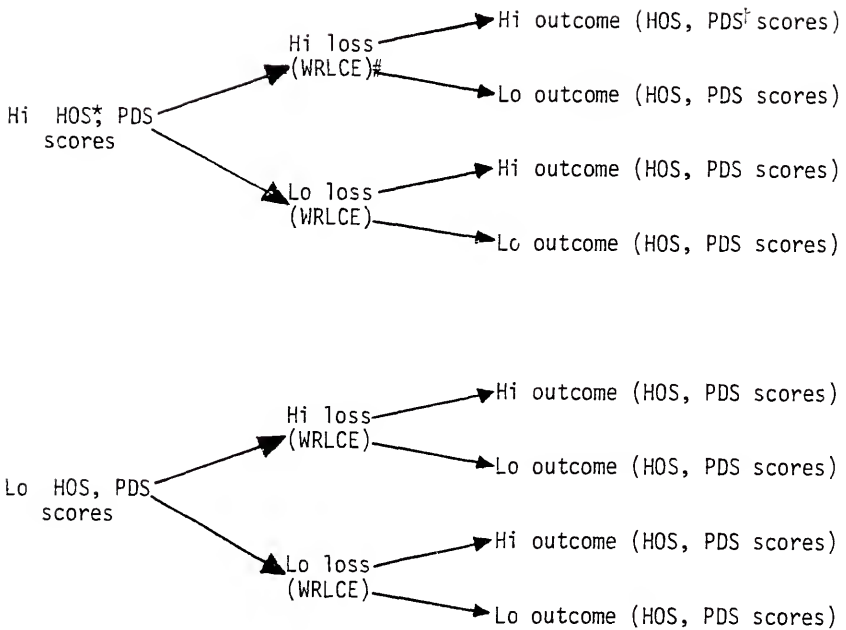 Hi outcome (HOS, PDS† scores)
Hi loss
(WRLCE)#
Lo outcome (HOS, PDS scores)
Hi HOS*, PDS
scores
Hi outcome (HOS, PDS scores)
Lo loss
(WRLCE)
Lo outcome (HOS, PDS scores)
Hi outcome (HOS, PDS scores)
Hi loss
(WRLCE)
Lo outcome (HOS, PDS scores)
Lo HOS, PDS
scores
Hi outcome (HOS, PDS scores)
Lo loss
(WRLCE)
Lo outcome (HOS, PDS scores)